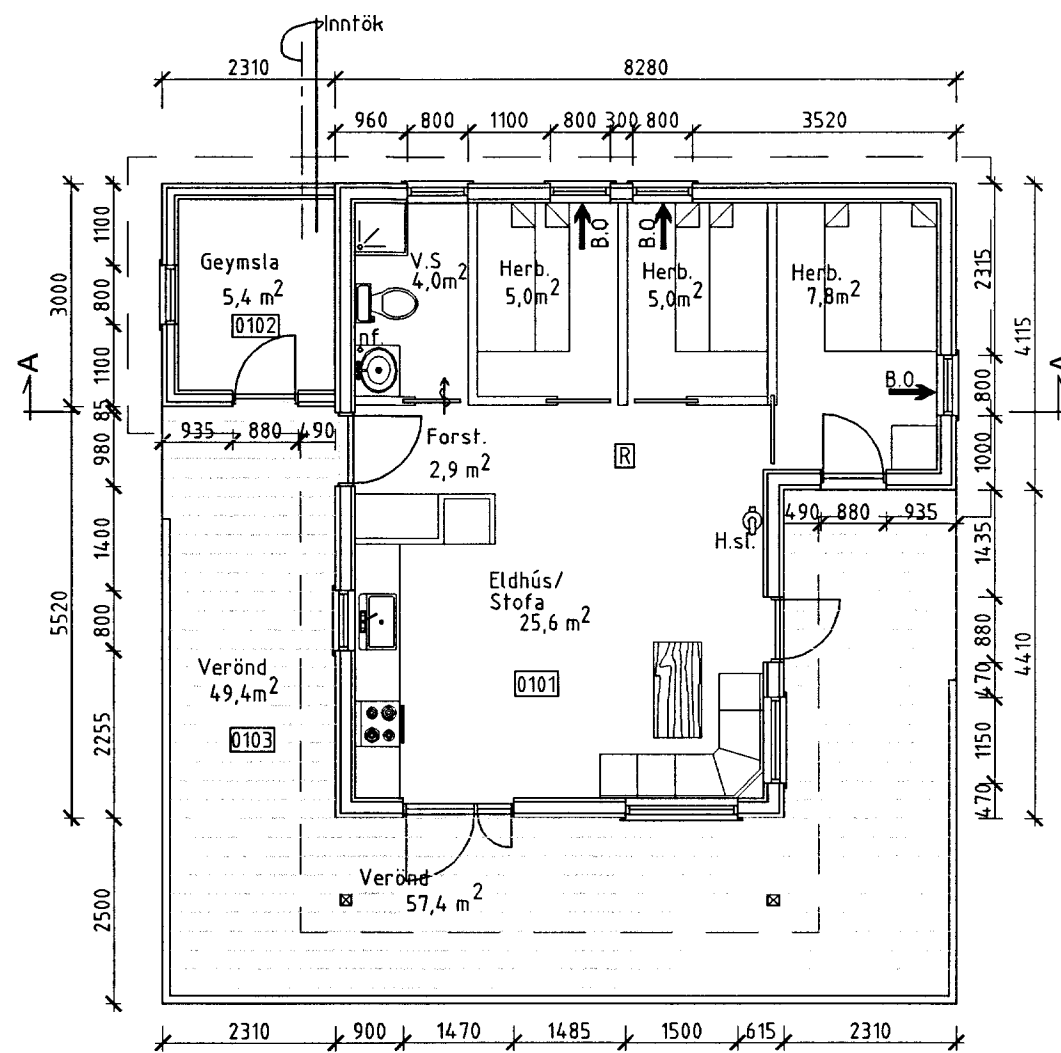 Inntök
2310 8280
960 800 1100 800 300 800 3520
1100
800
1100
85
980
1400
800
2255
2500
3000
5520
2315
800
1000
1435
880
470
1150
470
4115
4410
A
A
Geymsla
5,4 m²
0102
V.S
4,0m²
nf.
Herb.
5,0m²
B.O
B.O
Herb.
5,0m²
Herb.
7,8m²
B.O.
935 880 490
Forst.
2,9 m²
R
490 880 935
H.sl.
Eldhús/
Stofa
25,6 m²
0101
Verönd
49,4m²
0103
Verönd
57,4 m²
2310 900 1470 1485 1500 615 2310